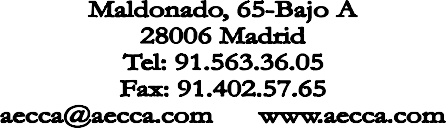 Maldonado, 65-Bajo A
28006 Madrid
Tel: 91.563.36.05
Fax: 91.402.57.65
aecca@aecca.com www.aecca.com